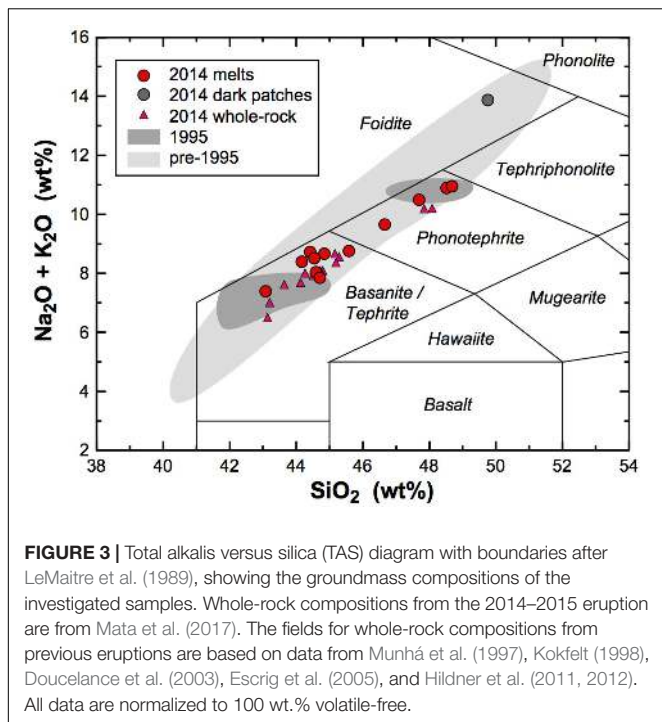 16
14
12
10
8
6
4
2
Na2O + K2O (wt%)
2014 melts
2014 dark patches
2014 whole-rock
1995
pre-1995
Phonolite
Foidite
Tephriphonolite
Phonotephrite
Basanite /
Tephrite
Mugearite
Hawaiite
Basalt
38 40 42 44 46 48 50 52 54
SiO2 (wt%)
FIGURE 3 | Total alkalis versus silica (TAS) diagram with boundaries after
LeMaitre et al. (1989), showing the groundmass compositions of the
investigated samples. Whole-rock compositions from the 2014–2015 eruption
are from Mata et al. (2017). The fields for whole-rock compositions from
previous eruptions are based on data from Munhá et al. (1997), Kokfelt (1998),
Doucelance et al. (2003), Escrig et al. (2005), and Hildner et al. (2011, 2012).
All data are normalized to 100 wt.% volatile-free.